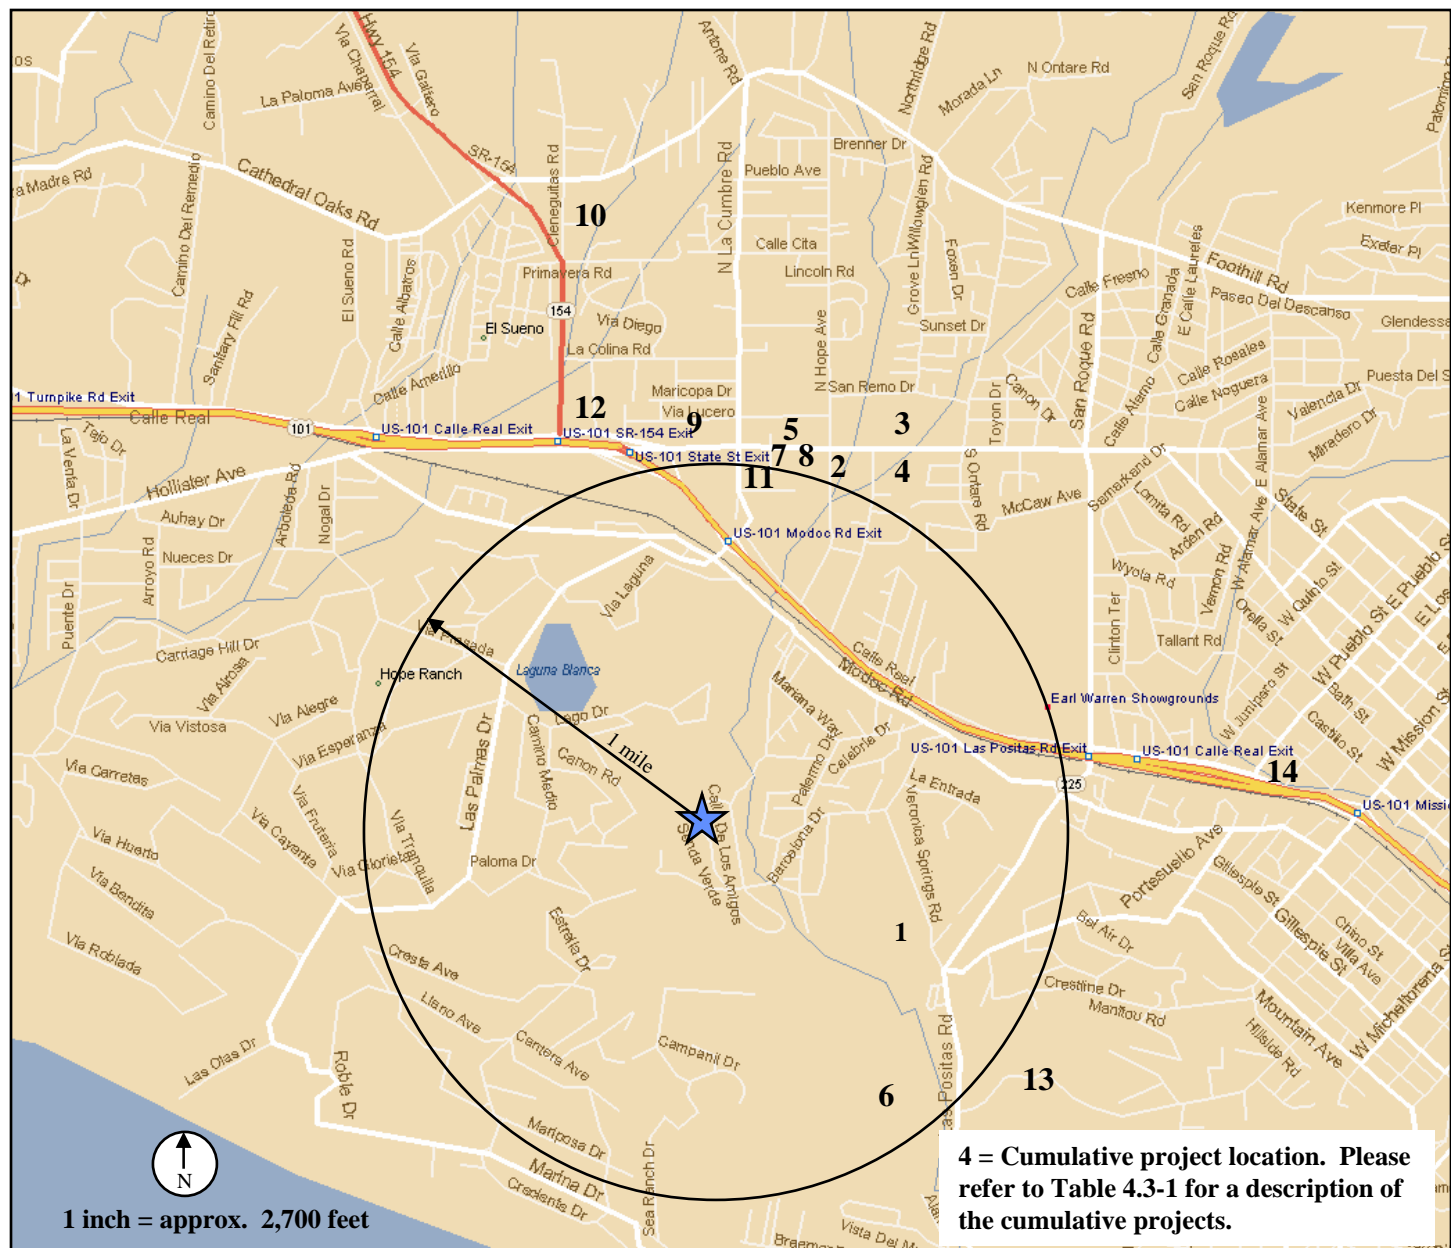 HWY 154
Via Chaparral
Via Galtero
Camino Del Retiro
Antone Rd
Northridge Rd
Morada Ln
N Ontare Rd
San Roque Rd
La Paloma Ave
SR-154
Cieneguitas Rd
Brenner Dr
Pueblo Ave
N La Cumbre Rd
Cathedral Oaks Rd
Camino Del Remedio
10
Willowglen Rd
Grove Ln
Foxen Dr
Kenmore Pl
Exeter Pl
Calle Cita
Lincoln Rd
Primavera Rd
Foothill Rd
Calle Fresno
Calle Granada
E Calle Laureles
Paseo Del Descanso
El Sueno Rd
Calle Albatros
Sanitary Fill Rd
154
El Sueno
Via Diego
La Colina Rd
N Hope Ave
Sunset Dr
San Roque Rd
Glendessa
Calle Rosales
Calle Noguera
Puesta Del S
Valencia Dr
Miradero Dr
Calle Amerillo
Maricopa Dr
Via Lucero
San Remo Dr
Toyon Dr
Canon Dr
Calle Alamo
1 Turnpike Rd Exit
Calle Real
101
US-101 Calle Real Exit
12
US-101 SR-154 Exit
9
5
3
US-101 State St Exit
7
8
2
4
11
La Venta Dr
Tajo Dr
Hollister Ave
Auhay Dr
Nueces Dr
Arroyo Rd
Arboleda Rd
Nogal Dr
Puente Dr
S Ontare Rd
McCaw Ave
Samarkand Dr
Lomita Rd
Arden Rd
Vernon Rd
W Alamar Ave
E Alamar Ave
State St
US-101 Modoc Rd Exit
Wyola Rd
W Quinto St
E Pueblo St
W Pueblo St
Orella St
Tallant Rd
Clinton Ter
W Junipero St
Bath St
Castillo St
W Mission St
Via Laguna
Via Presada
Carriage Hill Dr
Via Airosa
Hope Ranch
Laguna Blanca
Via Alegre
Via Vistosa
Via Esperanza
Lago Dr
Camino Medio
Canon Rd
1 mile
Las Palmas Dr
Calle Real
Modoc Rd
Mariana Way
Palermo Dr
Calabria Dr
Barcelona Dr
Earl Warren Showgrounds
US-101 Las Positas Rd Exit
US-101 Calle Real Exit
14
225
La Entrada
Veronica Springs Rd
Via Carretas
Via Huerto
Via Bendita
Via Roblada
Via Fruteria
Via Cayente
Via Tranquila
Via Glorieta
Paloma Dr
Calle De Los Amigos
Senda Verde
Portesuello Ave
Gillespie St
Gillespie St
Chino St
Villa Ave
W Micheltorena St
1
Bel Air Dr
Estrella Dr
Cresta Ave
Llano Ave
Cantera Ave
Campanil Dr
Crestline Dr
Manitou Rd
Mountain Ave
Hillside Rd
Las Olas Dr
Roble Dr
6
13
Las Positas Rd
Mariposa Dr
Marina Dr
Credenta Dr
Sea Ranch Dr
Vista Del M
N
1 inch = approx. 2,700 feet
4 = Cumulative project location. Please
refer to Table 4.3-1 for a description of
the cumulative projects.